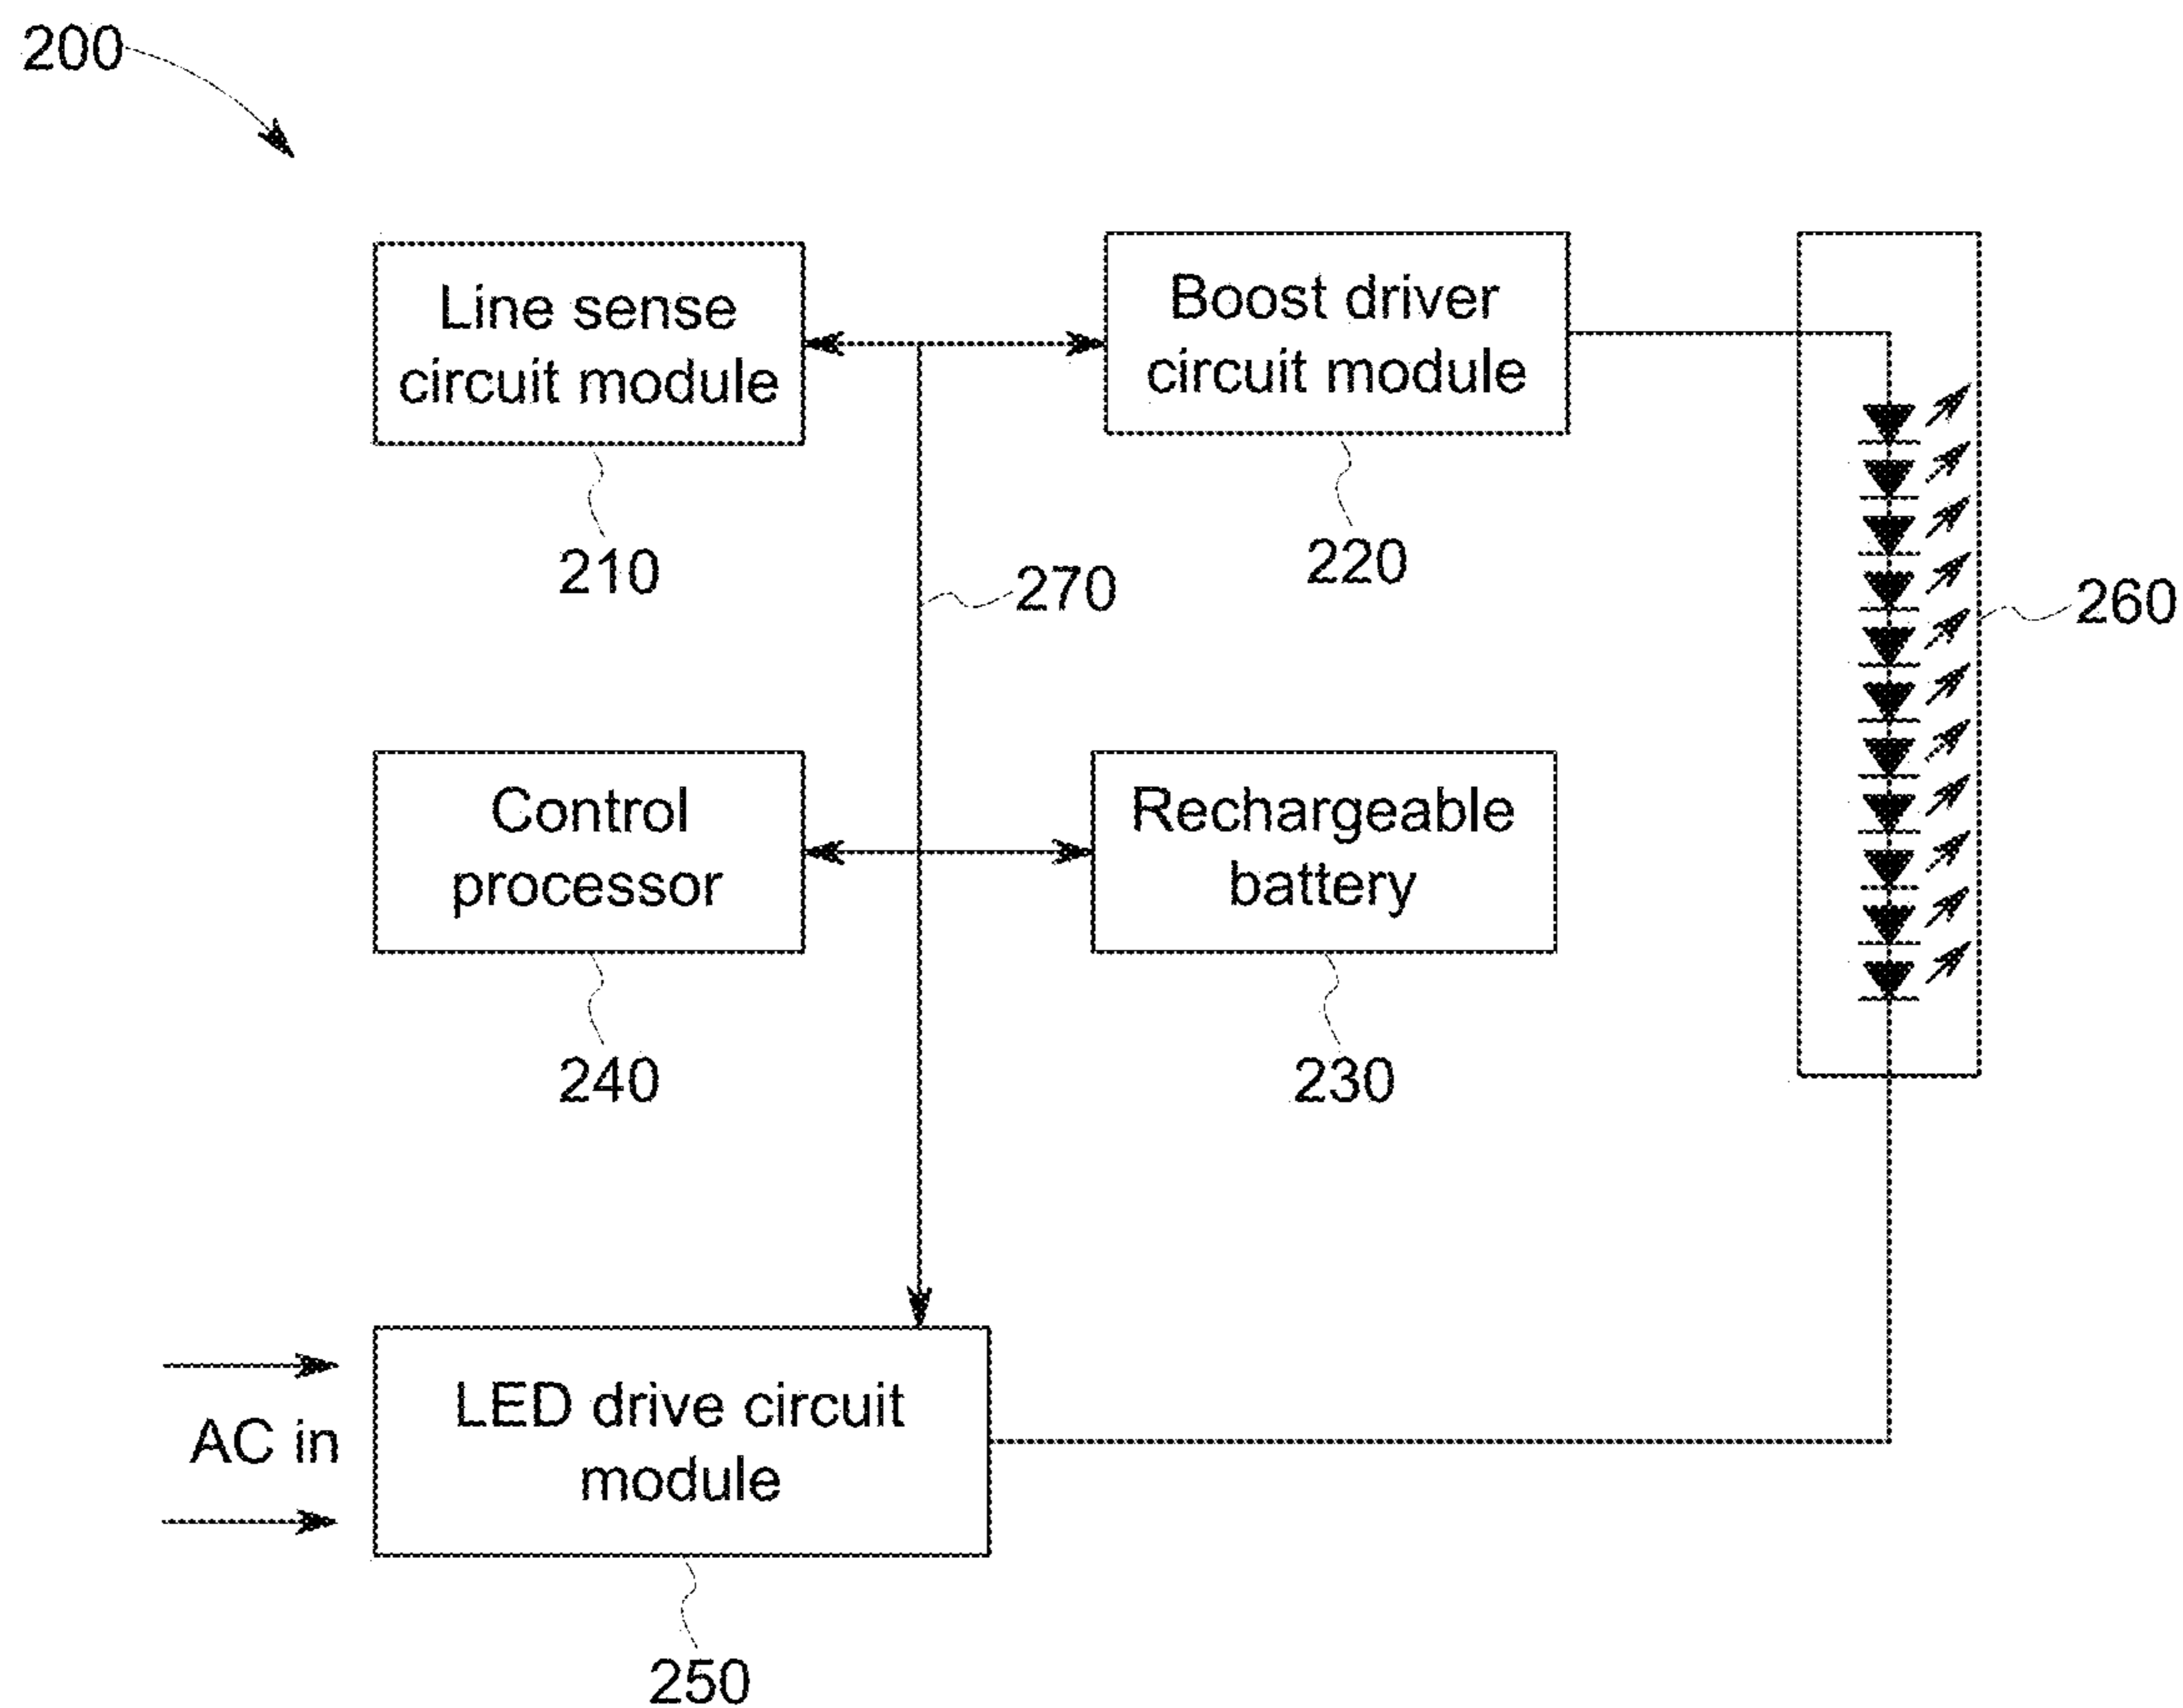 200
Line sense
circuit module
210
Boost driver
circuit module
220
270
260
Control
processor
240
Rechargeable
battery
230
AC in
LED drive circuit
module
250